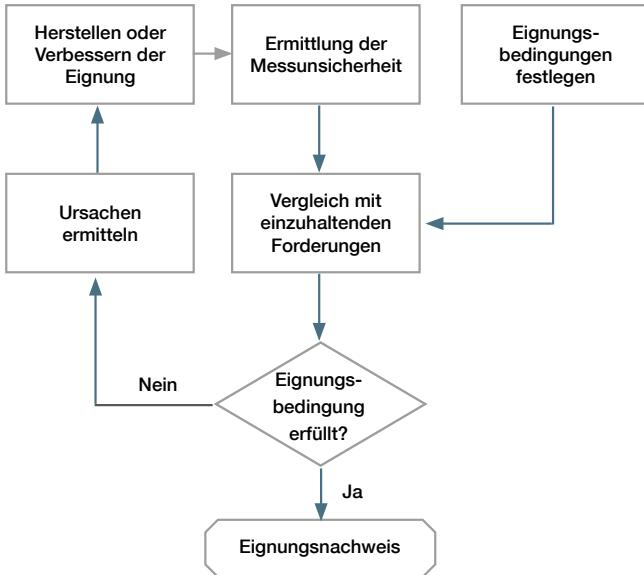 Herstellen oder
Verbessern der
Eignung
Ermittlung der
Messunsicherheit
Eignungs-
bedingungen
festlegen
Ursachen
ermitteln
Vergleich mit
einzuhaltenden
Forderungen
Nein
Eignungs-
bedingung
erfüllt?
Ja
Eignungsnachweis